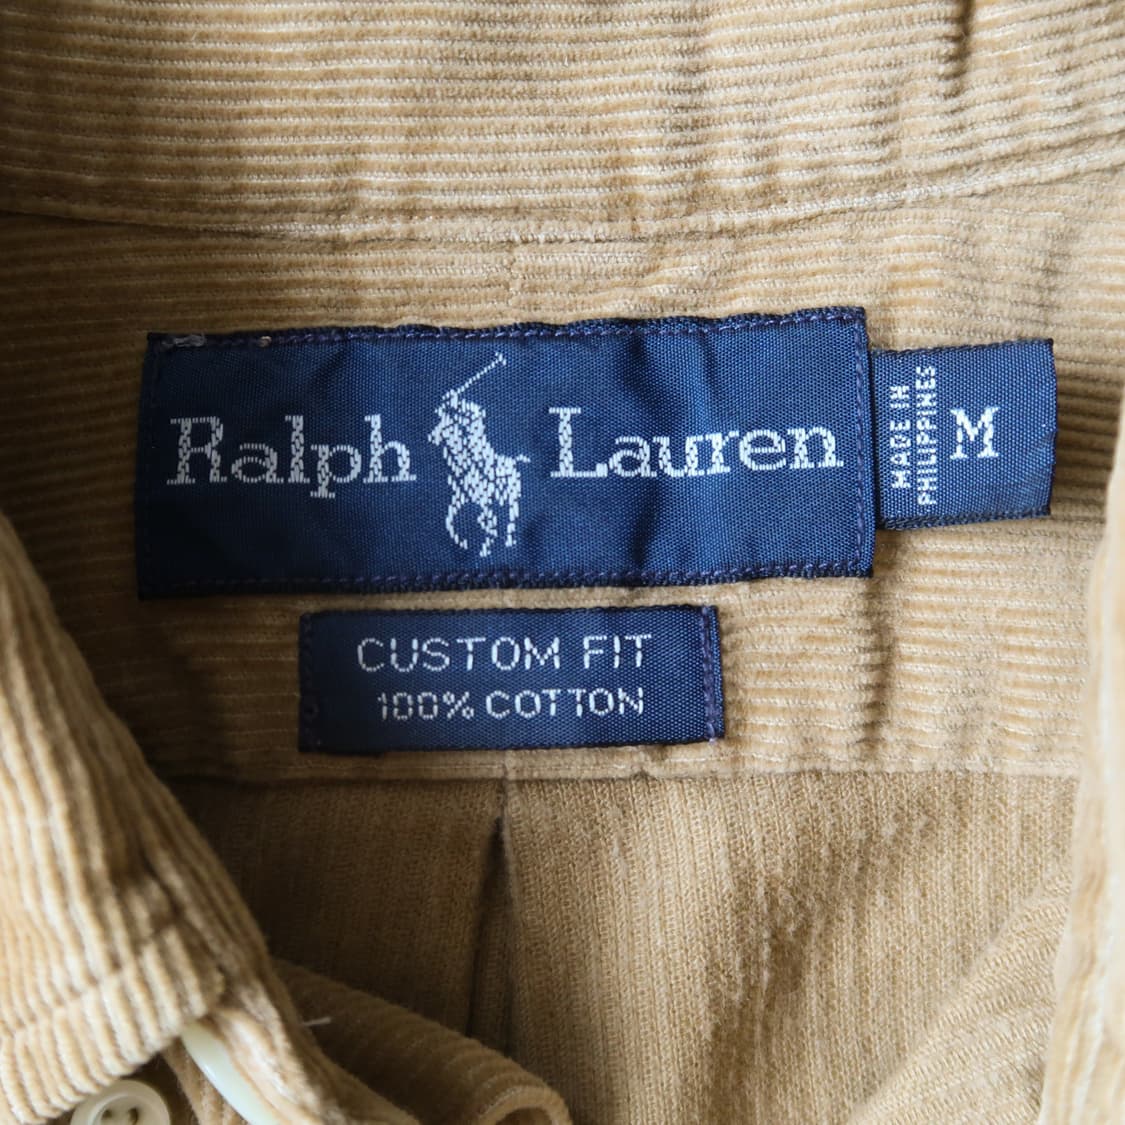 Ralph Lauren
MADE IN
PHILIPPINES
M
CUSTOM FIT
100% COTTON